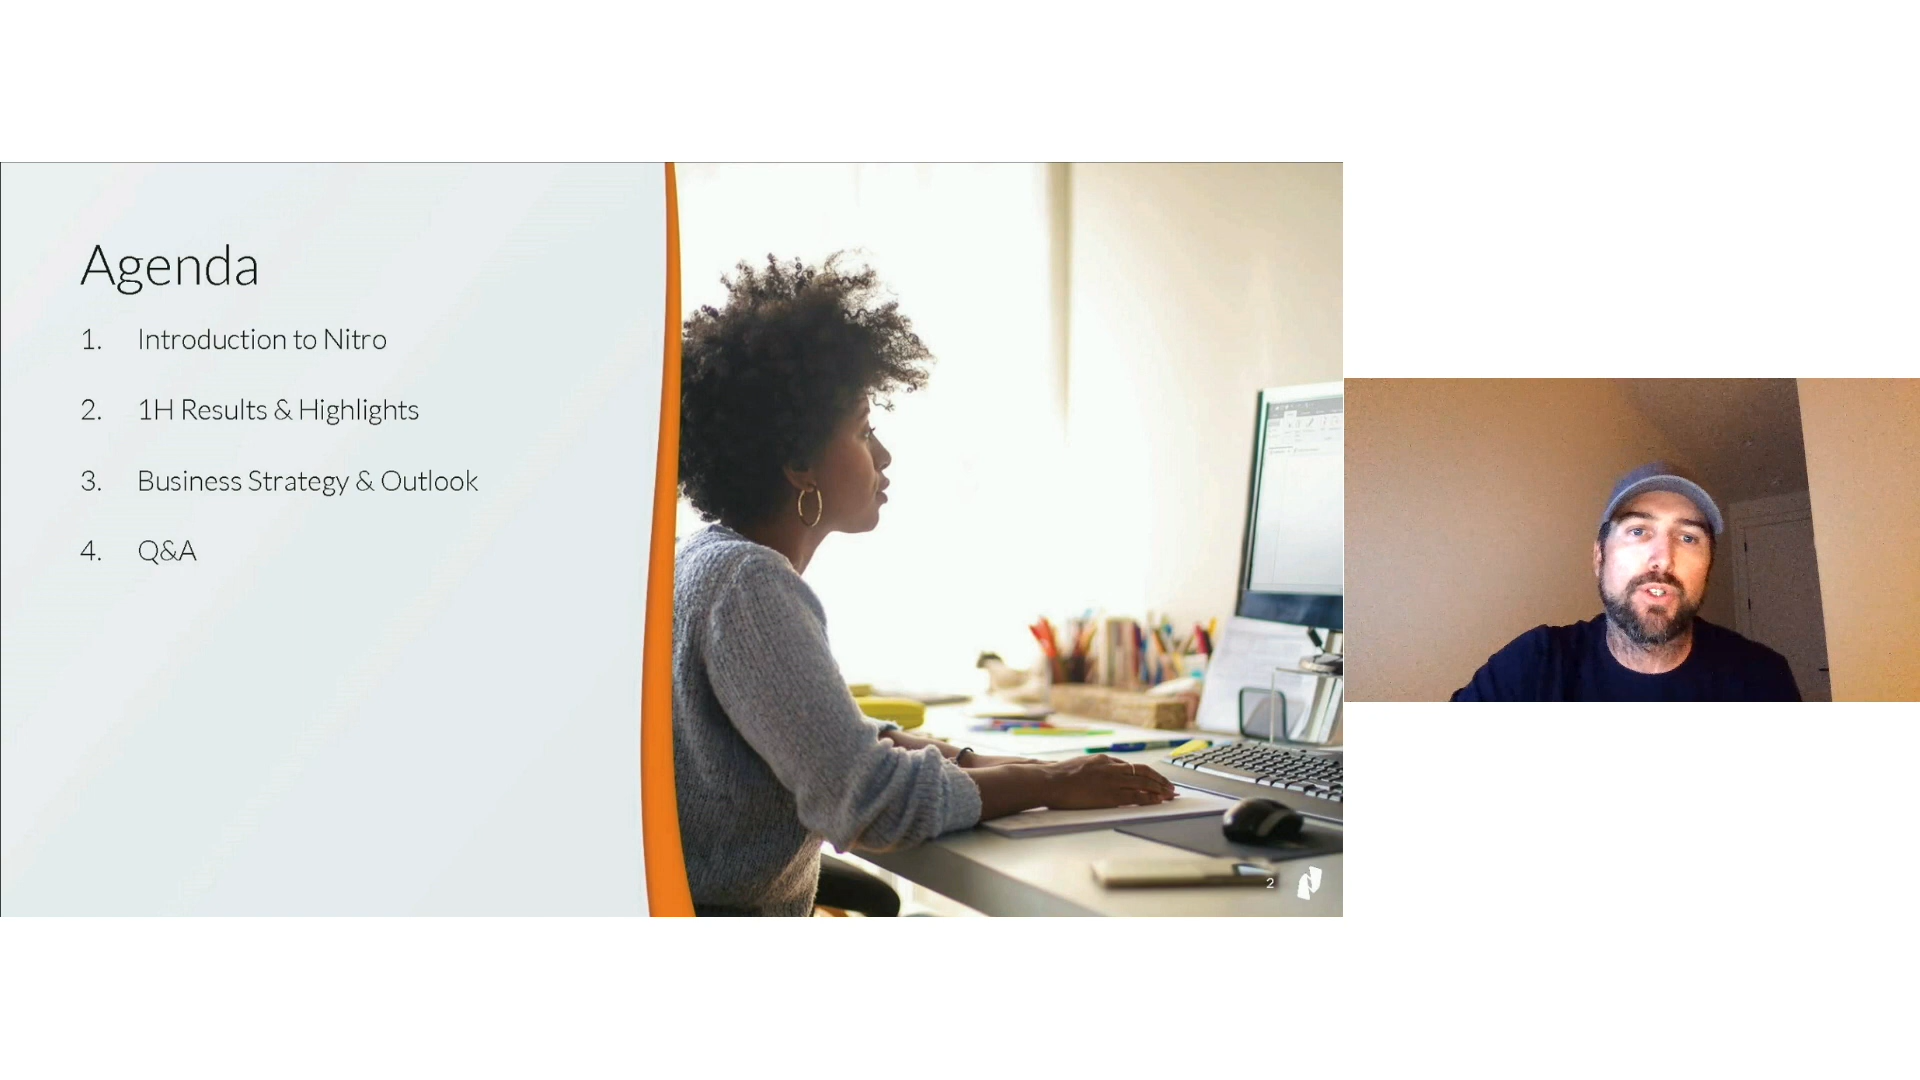 Agenda
1. Introduction to Nitro
2. 1H Results & Highlights
3. Business Strategy & Outlook
4. Q&A
2